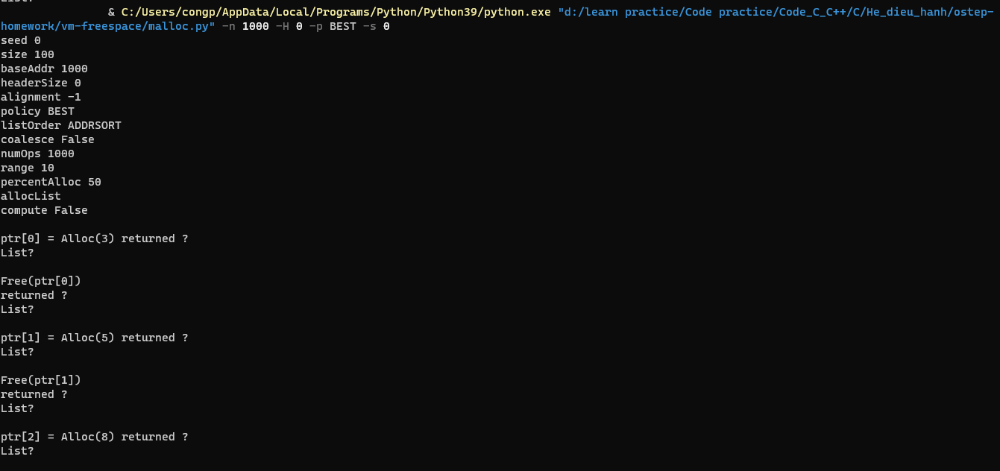 & C:/Users/congp/AppData/Local/Programs/Python/Python39/python.exe "d:/learn practice/Code practice/Code_C_C++/C/He_dieu_hanh/ostep-
homework/vm-freespace/malloc.py" -n 1000 -H 0 -p BEST -s 0
seed 0
size 100
baseAddr 1000
headerSize 0
alignment -1
policy BEST
listOrder ADDRSORT
coalesce False
numOps 1000
range 10
percentAlloc 50
allocList
compute False
ptr[0] = Alloc(3) returned ?
List?
Free(ptr[0])
returned ?
List?
ptr[1] = Alloc(5) returned ?
List?
Free(ptr[1])
returned ?
List?
ptr[2] = Alloc(8) returned ?
List?